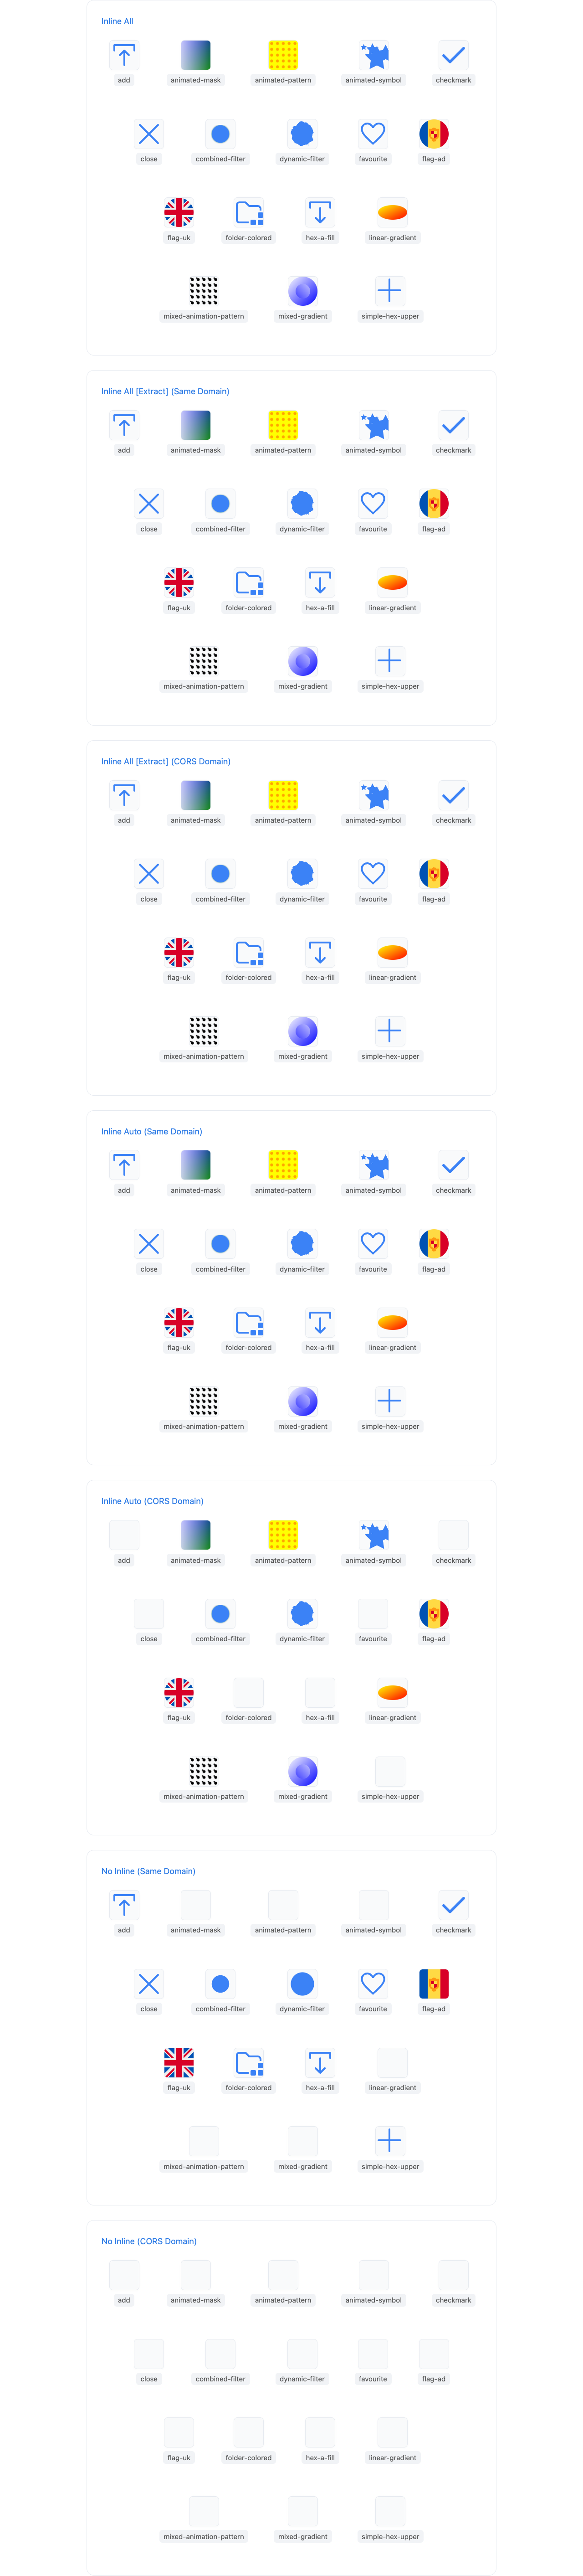 Inline All
add animated-mask animated-pattern animated-symbol checkmark
close combined-filter dynamic-filter favourite flag-ad
flag-uk folder-colored hex-a-fill linear-gradient
mixed-animation-pattern mixed-gradient simple-hex-upper
Inline All [Extract] (Same Domain)
add animated-mask animated-pattern animated-symbol checkmark
close combined-filter dynamic-filter favourite flag-ad
flag-uk folder-colored hex-a-fill linear-gradient
mixed-animation-pattern mixed-gradient simple-hex-upper
Inline All [Extract] (CORS Domain)
add animated-mask animated-pattern animated-symbol checkmark
close combined-filter dynamic-filter favourite flag-ad
flag-uk folder-colored hex-a-fill linear-gradient
mixed-animation-pattern mixed-gradient simple-hex-upper
Inline Auto (Same Domain)
add animated-mask animated-pattern animated-symbol checkmark
close combined-filter dynamic-filter favourite flag-ad
flag-uk folder-colored hex-a-fill linear-gradient
mixed-animation-pattern mixed-gradient simple-hex-upper
Inline Auto (CORS Domain)
add animated-mask animated-pattern animated-symbol checkmark
close combined-filter dynamic-filter favourite flag-ad
flag-uk folder-colored hex-a-fill linear-gradient
mixed-animation-pattern mixed-gradient simple-hex-upper
No Inline (Same Domain)
add animated-mask animated-pattern animated-symbol checkmark
close combined-filter dynamic-filter favourite flag-ad
flag-uk folder-colored hex-a-fill linear-gradient
mixed-animation-pattern mixed-gradient simple-hex-upper
No Inline (CORS Domain)
add animated-mask animated-pattern animated-symbol checkmark
close combined-filter dynamic-filter favourite flag-ad
flag-uk folder-colored hex-a-fill linear-gradient
mixed-animation-pattern mixed-gradient simple-hex-upper